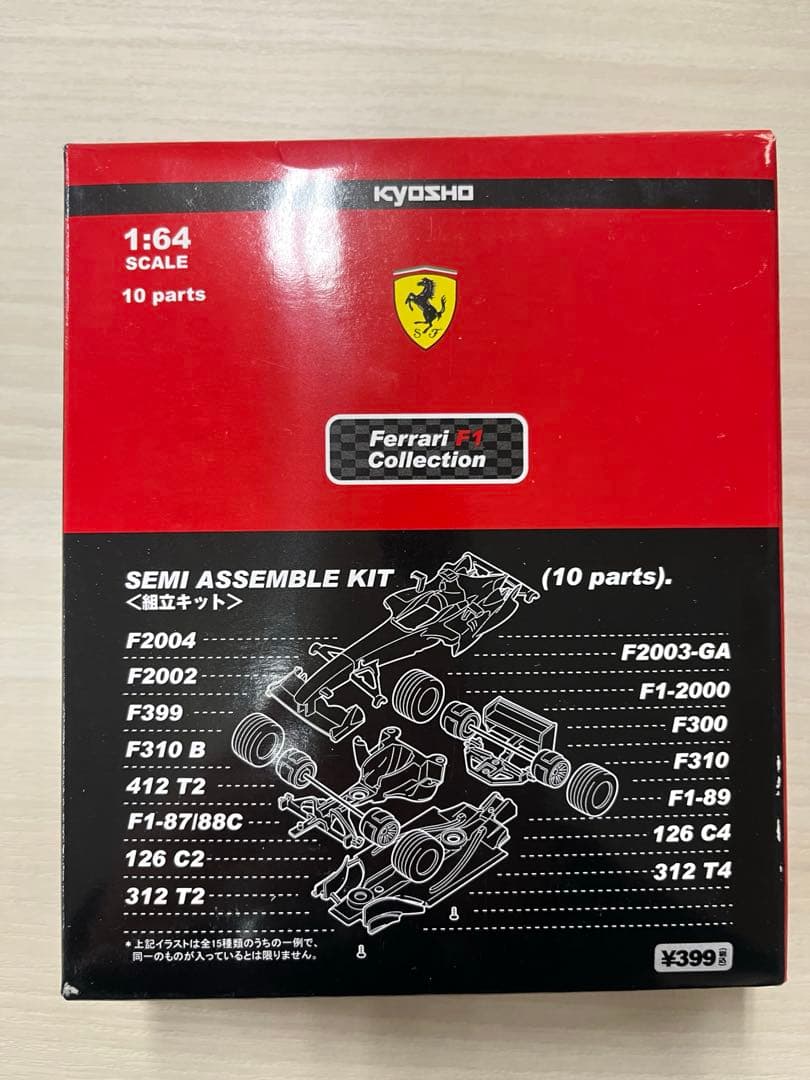 KYOSHO
1:64
SCALE
10 parts
S F
Ferrari F1
Collection
SEMI ASSEMBLE KIT (10 parts).
<組立キット>
F2004
F2003-GA
F2002
F1-2000
F399
F300
F310 B
F310
412 T2
F1-89
F1-87/88C
126 C4
126 C2
312 T4
312 T2
*上記イラストは全15種類のうちの一例で、
同一のものが入っているとは限りません。
¥399